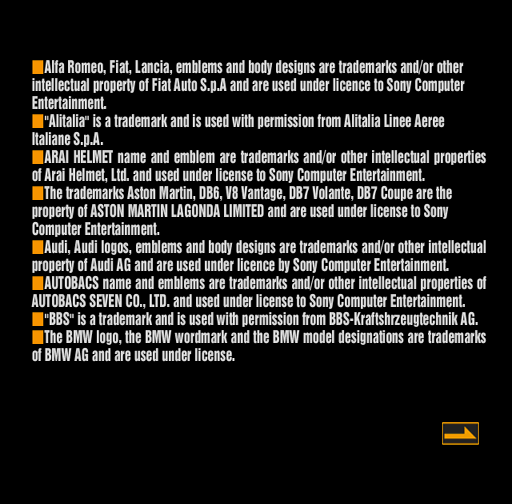 Alfa Romeo, Fiat, Lancia, emblems and body designs are trademarks and/or other
intellectual property of Fiat Auto S.p.A and are used under licence to Sony Computer
Entertainment.
"Alitalia" is a trademark and is used with permission from Alitalia Linee Aeree
Italiane S.p.A.
ARAI HELMET name and emblem are trademarks and/or other intellectual properties
of Arai Helmet, Ltd. and used under license to Sony Computer Entertainment.
The trademarks Aston Martin, DB6, V8 Vantage, DB7 Volante, DB7 Coupe are the
property of ASTON MARTIN LAGONDA LIMITED and are used under license to Sony
Computer Entertainment.
Audi, Audi logos, emblems and body designs are trademarks and/or other intellectual
property of Audi AG and are used under licence by Sony Computer Entertainment.
AUTOBACS name and emblems are trademarks and/or other intellectual properties of
AUTOBACS SEVEN CO., LTD. and used under license to Sony Computer Entertainment.
"BBS" is a trademark and is used with permission from BBS-Kraftshrzeugtechnik AG.
The BMW logo, the BMW wordmark and the BMW model designations are trademarks
of BMW AG and are used under license.